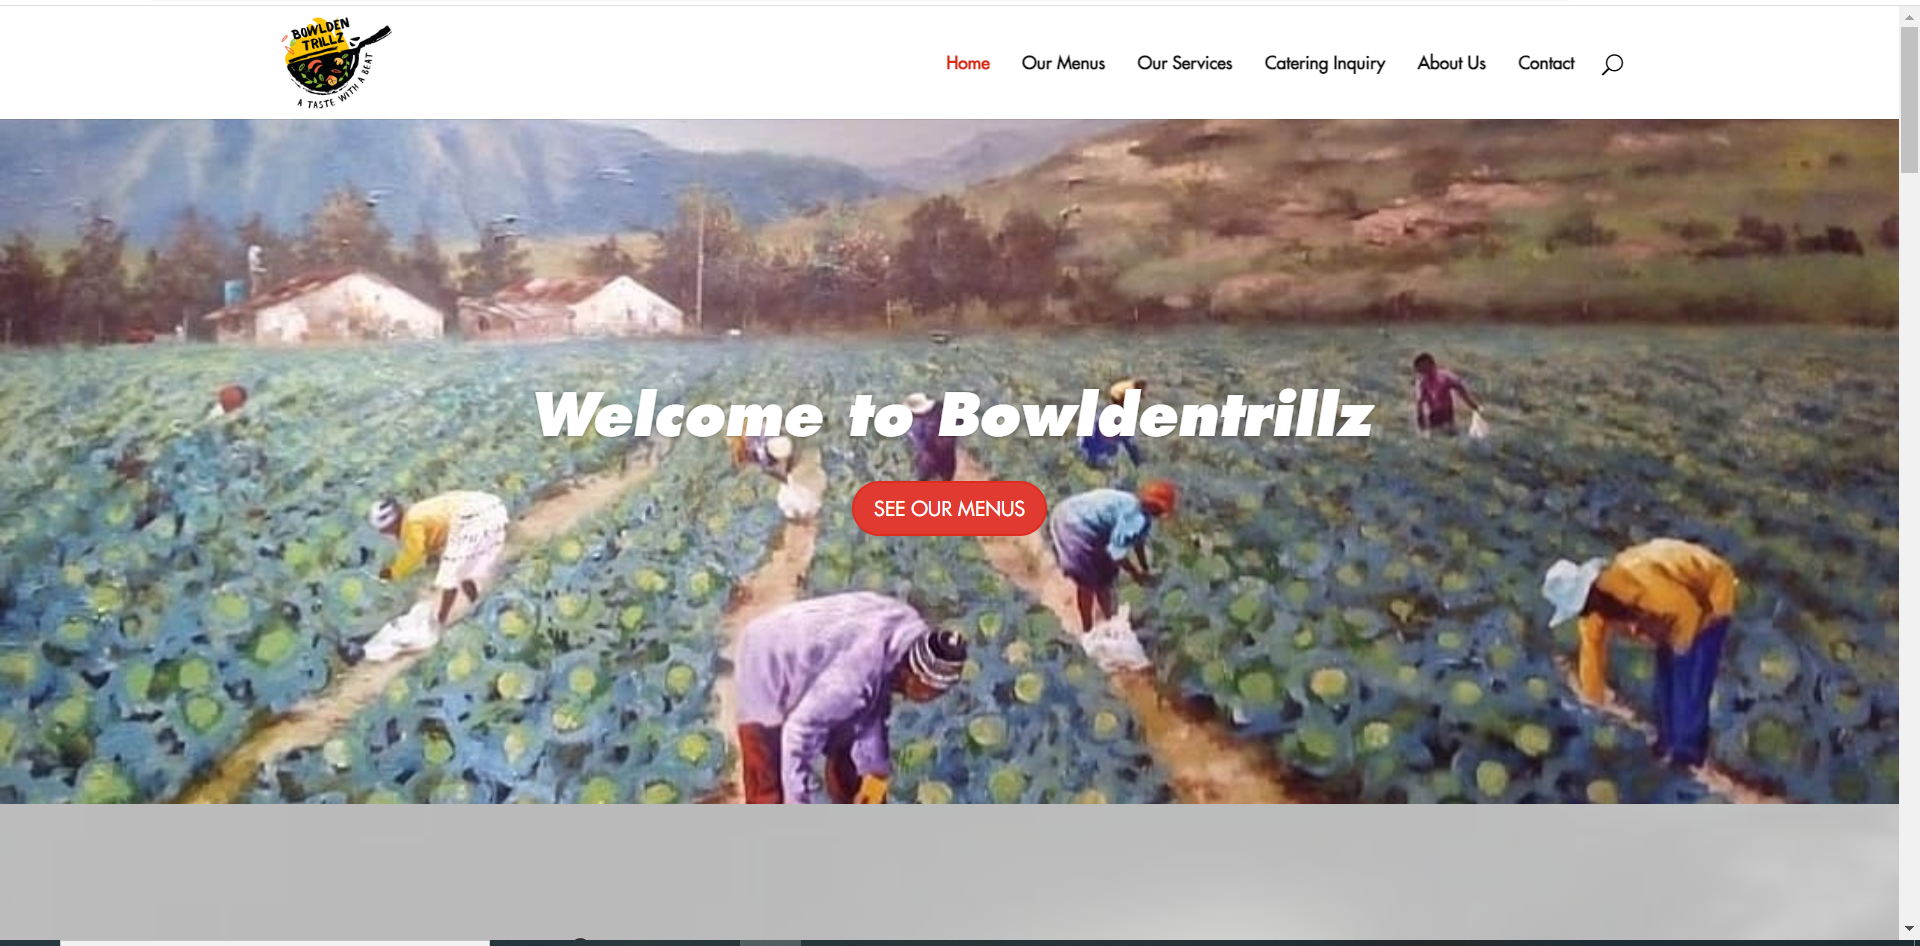 BOWLDEN
TRILLZ
A TASTE WITH A BEAT
Home
Our Menus
Our Services
Catering Inquiry
About Us
Contact
Welcome to Bowldentrillz
SEE OUR MENUS